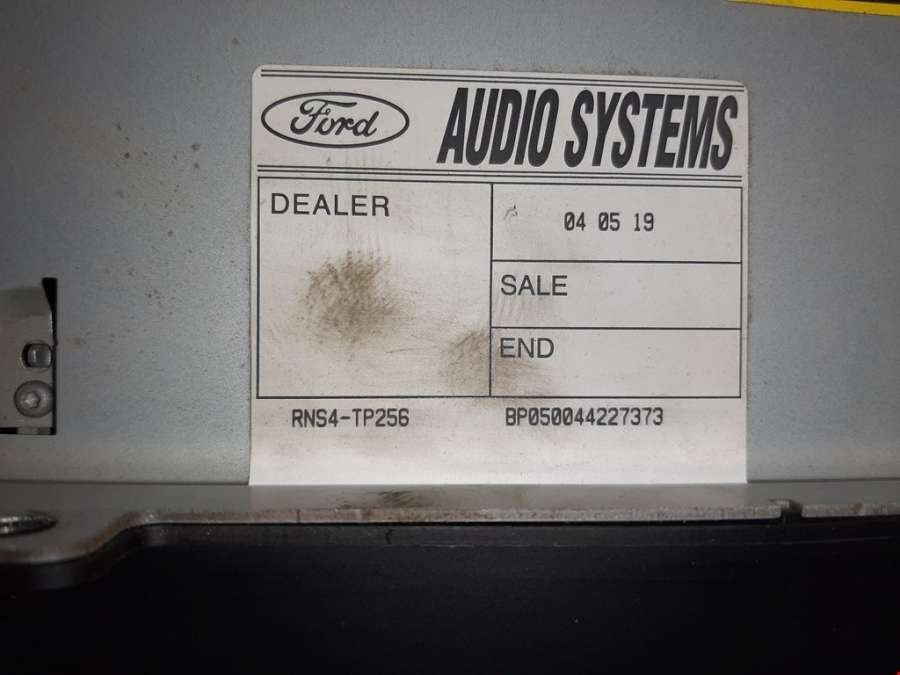 Ford AUDIO SYSTEMS
DEALER
04 05 19
SALE
END
RNS4-TP256 BP050044227373